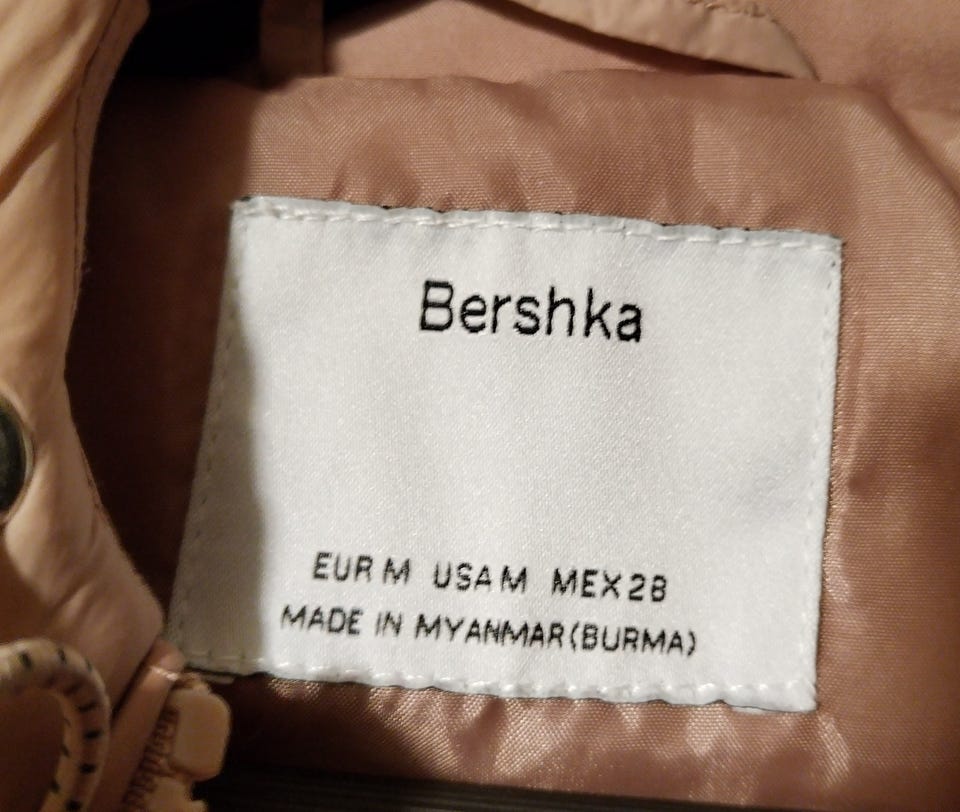 Bershka
EUR M USA M MEX 28
MADE IN MYANMAR(BURMA)